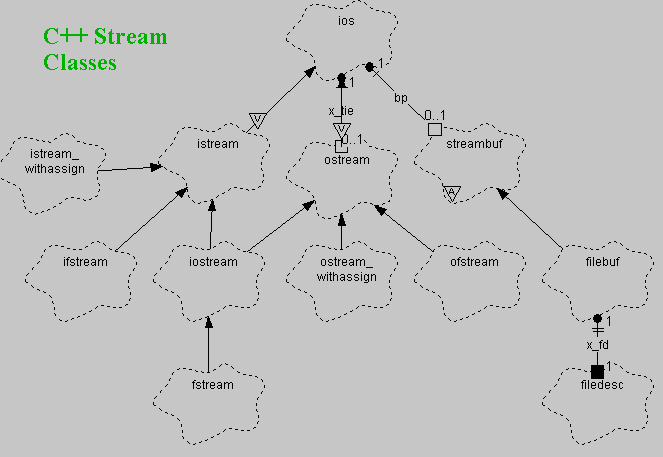 C++ Stream
Classes
ios
1
1
bp
x_tie
V
V
0..1
0..1
istream
ostream
streambuf
istream_
withassign
A
ifstream
iostream
ostream_
withassign
ofstream
filebuf
1
x_fd
1
fstream
filedesc